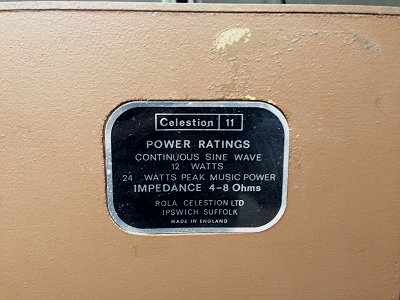 Celestion 11
POWER RATINGS
CONTINUOUS SINE WAVE
12 WATTS
24 WATTS PEAK MUSIC POWER
IMPEDANCE 4-8 Ohms
ROLA CELESTION LTD
IPSWICH SUFFOLK
MADE IN ENGLAND